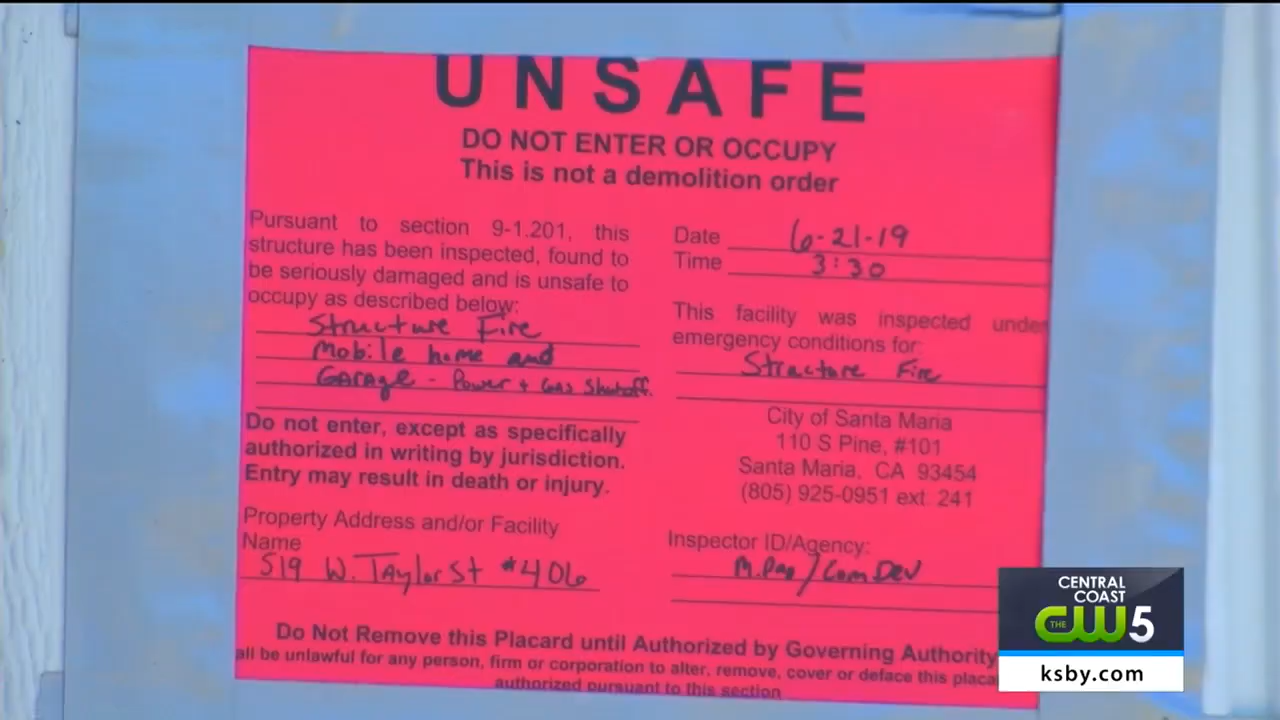 UNSAFE
DO NOT ENTER OR OCCUPY
This is not a demolition order
Pursuant to section 9-1.201, this
structure has been inspected, found to
be seriously damaged and is unsafe to
occupy as described below:
Structure Fire
Mobile home and
Garage - Power + Gas Shutoff.
Do not enter, except as specifically
authorized in writing by jurisdiction.
Entry may result in death or injury.
Property Address and/or Facility
Name
519 W. Taylor St #406
Date 6-21-19
Time 3:30
This facility was inspected under
emergency conditions for:
Structure Fire
City of Santa Maria
110 S Pine, #101
Santa Maria, CA 93454
(805) 925-0951 ext. 241
Inspector ID/Agency:
/ Com Dev
Do Not Remove this Placard until Authorized by Governing Authority
all be unlawful for any person, firm or corporation to alter, remove, cover or deface this placa
authorized pursuant to this section
CENTRAL
COAST
THE CW5
ksby.com